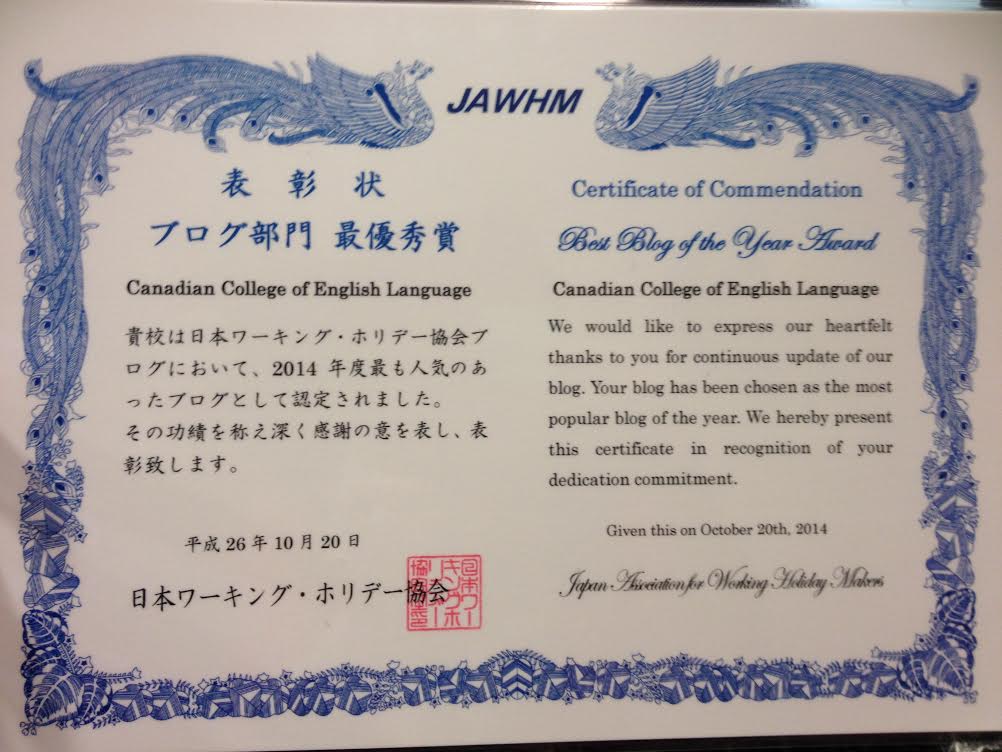 JAWHM
表彰状
ブログ部門 最優秀賞
Canadian College of English Language
貴校は日本ワーキング・ホリデー協会ブ
ログにおいて、2014 年度最も人気のあ
ったブログとして認定されました。
その功績を称え深く感謝の意を表し、表
彰致します。
平成 26 年 10 月 20 日
日本ワーキング・ホリデー協会
Certificate of Commendation
Best Blog of the Year Award
Canadian College of English Language
We would like to express our heartfelt
thanks to you for continuous update of our
blog. Your blog has been chosen as the most
popular blog of the year. We hereby present
this certificate in recognition of your
dedication commitment.
Given this on October 20th, 2014
Japan Association for Working Holiday Makers